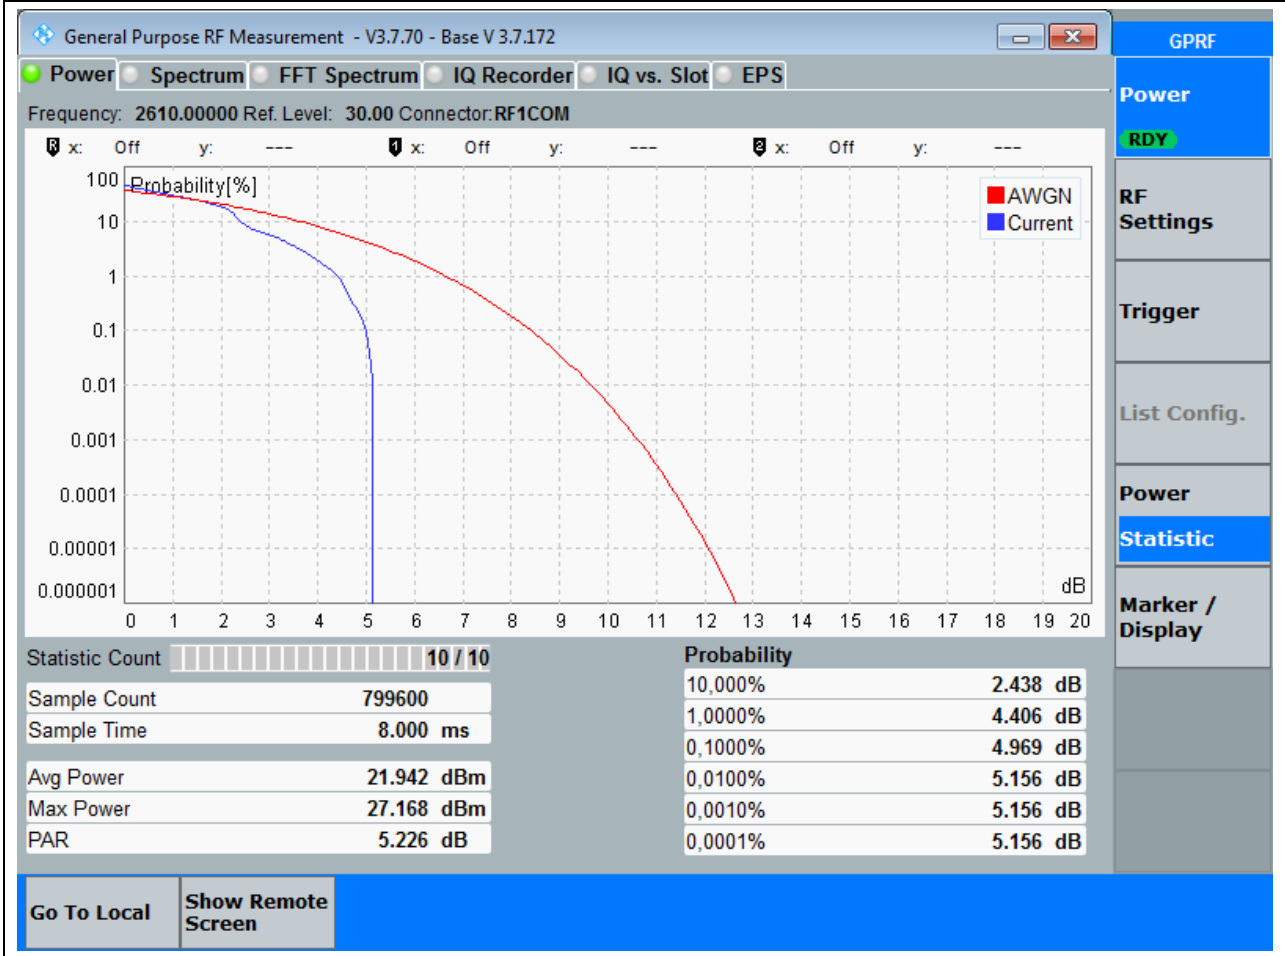 General Purpose RF Measurement - V3.7.70 - Base V 3.7.172
GPRF
Power Spectrum FFT Spectrum IQ Recorder IQ vs. Slot EPS
Frequency: 2610.00000 Ref. Level: 30.00 Connector:RF1COM
R x: Off y: --- 1 x: Off y: --- 2 x: Off y: ---
Probability[%]
100
10
1
0.1
0.01
0.001
0.0001
0.00001
0.000001
AWGN
Current
dB
0 1 2 3 4 5 6 7 8 9 10 11 12 13 14 15 16 17 18 19 20
Statistic Count 10 / 10
Sample Count 799600
Sample Time 8.000 ms
Avg Power 21.942 dBm
Max Power 27.168 dBm
PAR 5.226 dB
Probability
10,000% 2.438 dB
1,0000% 4.406 dB
0,1000% 4.969 dB
0,0100% 5.156 dB
0,0010% 5.156 dB
0,0001% 5.156 dB
Power
RDY
RF
Settings
Trigger
List Config.
Power
Statistic
Marker /
Display
Go To Local
Show Remote
Screen